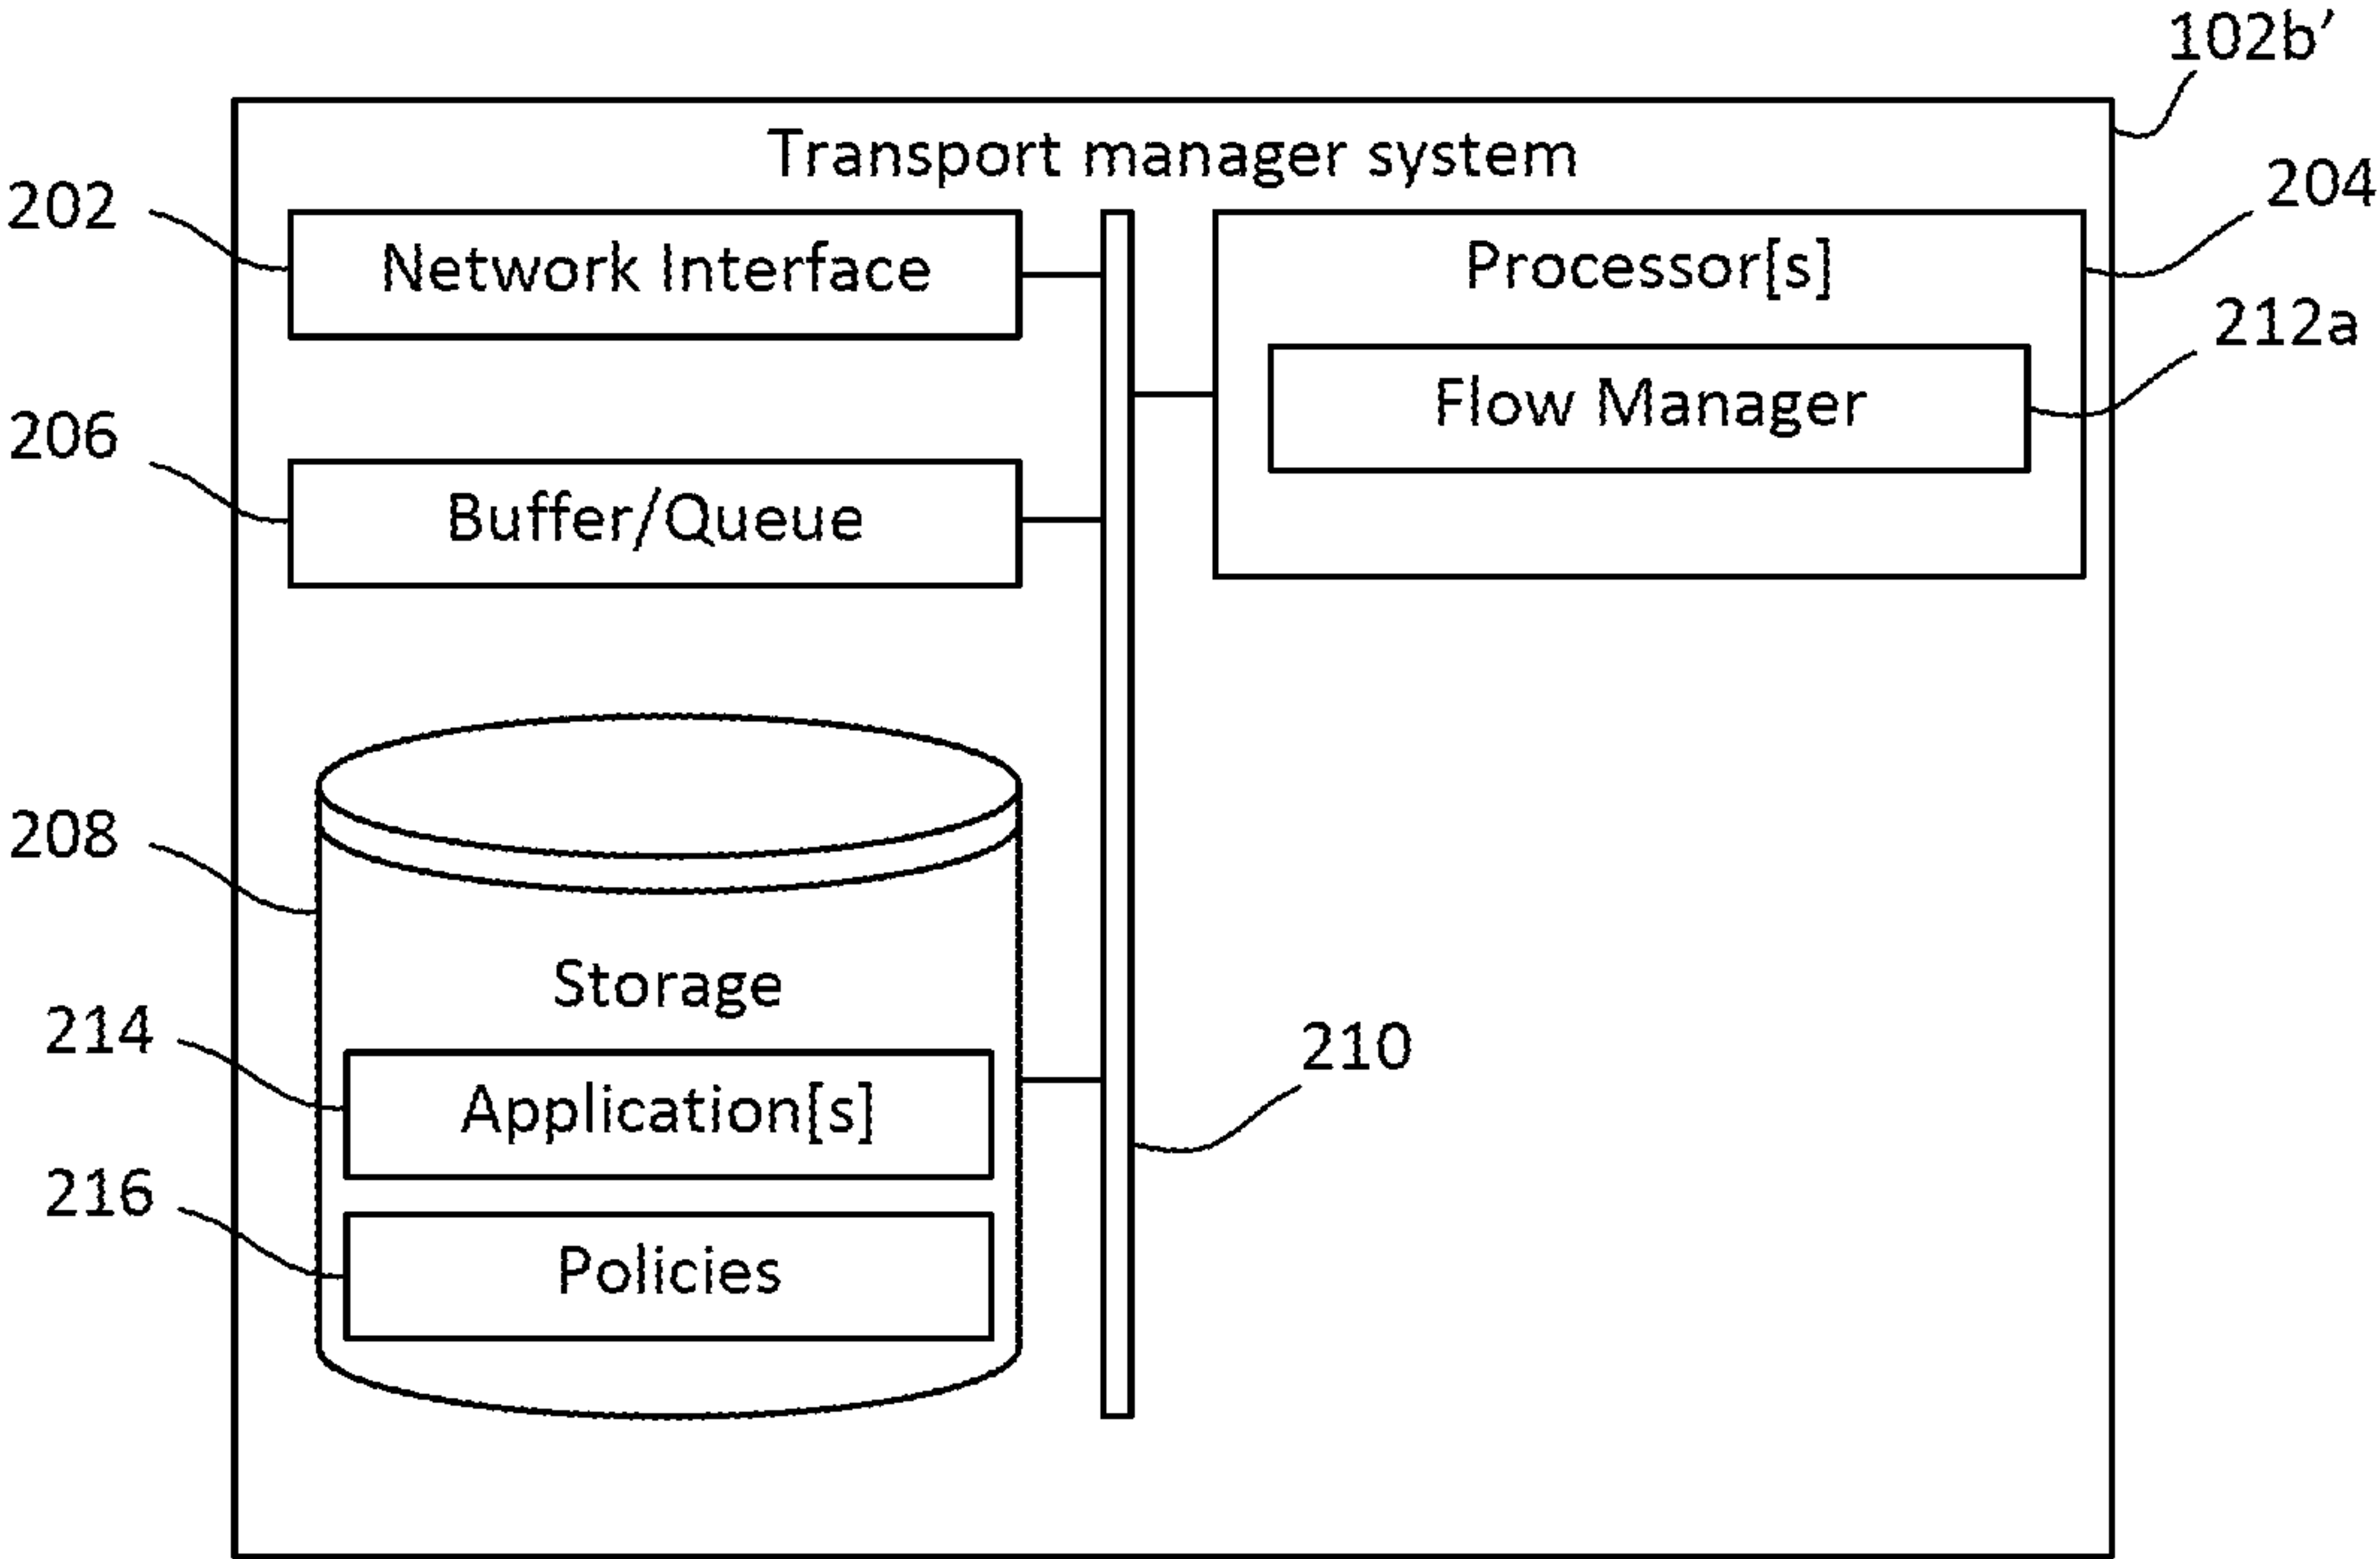 102b’
Transport manager system
202
Network Interface
Processor[s]
204
212a
Flow Manager
206
Buffer/Queue
208
Storage
214
Application[s]
210
216
Policies